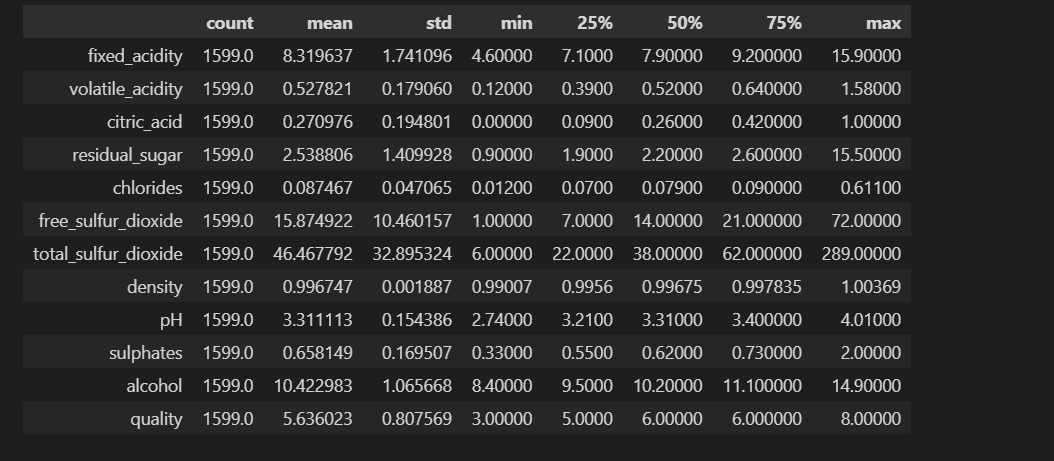 count mean std min 25% 50% 75% max
fixed_acidity 1599.0 8.319637 1.741096 4.60000 7.1000 7.90000 9.200000 15.90000
volatile_acidity 1599.0 0.527821 0.179060 0.12000 0.3900 0.52000 0.640000 1.58000
citric_acid 1599.0 0.270976 0.194801 0.00000 0.0900 0.26000 0.420000 1.00000
residual_sugar 1599.0 2.538806 1.409928 0.90000 1.9000 2.20000 2.600000 15.50000
chlorides 1599.0 0.087467 0.047065 0.01200 0.0700 0.07900 0.090000 0.61100
free_sulfur_dioxide 1599.0 15.874922 10.460157 1.00000 7.0000 14.00000 21.000000 72.00000
total_sulfur_dioxide 1599.0 46.467792 32.895324 6.00000 22.0000 38.00000 62.000000 289.00000
density 1599.0 0.996747 0.001887 0.99007 0.9956 0.99675 0.997835 1.00369
pH 1599.0 3.311113 0.154386 2.74000 3.2100 3.31000 3.400000 4.01000
sulphates 1599.0 0.658149 0.169507 0.33000 0.5500 0.62000 0.730000 2.00000
alcohol 1599.0 10.422983 1.065668 8.40000 9.5000 10.20000 11.100000 14.90000
quality 1599.0 5.636023 0.807569 3.00000 5.0000 6.00000 6.000000 8.00000